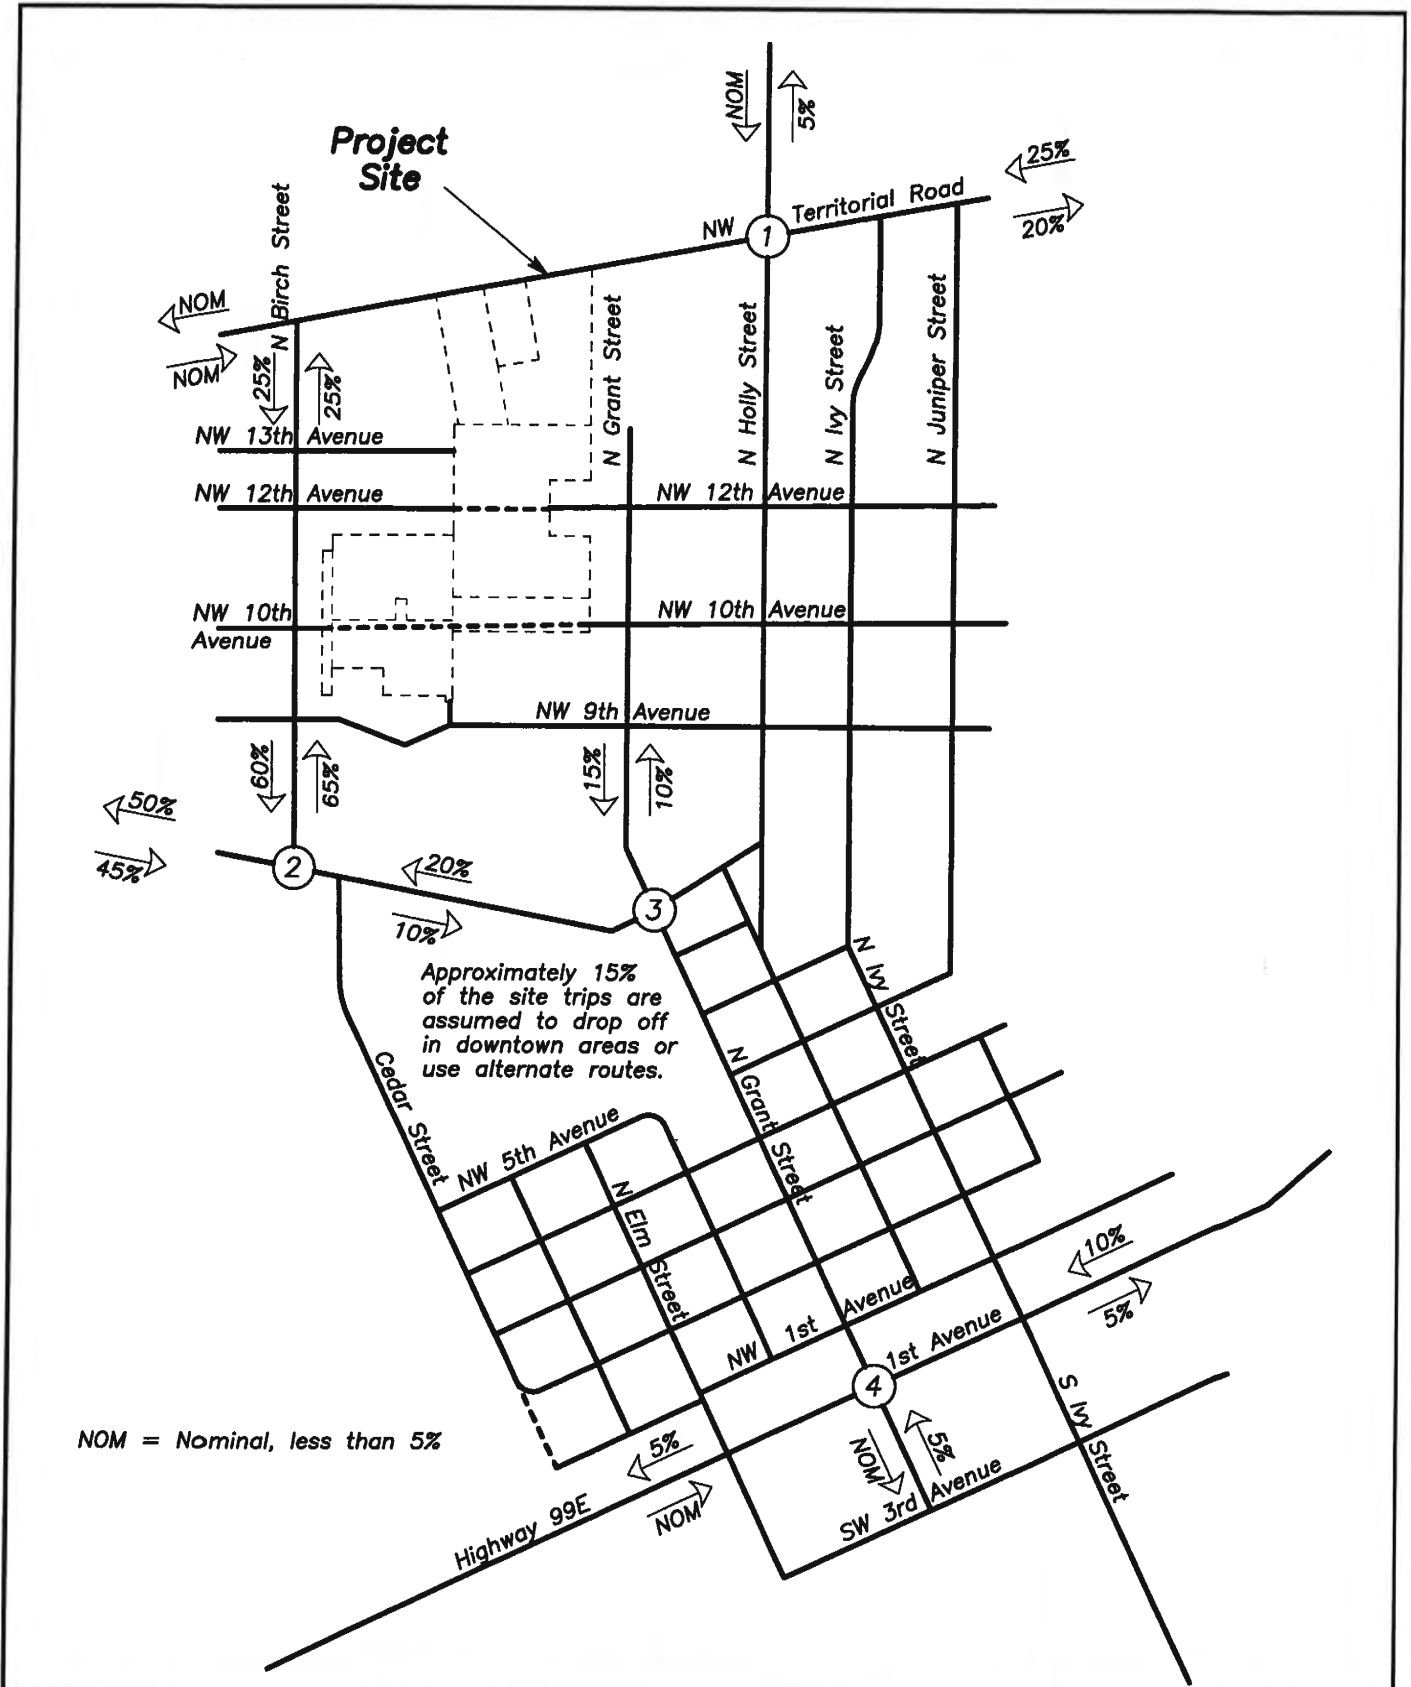 NOM
5%
Project
Site
25%
20%
NW Territorial Road
1
N Birch Street
NOM
NOM
25%
25%
N Grant Street
N Holly Street
N Ivy Street
N Juniper Street
NW 13th Avenue
NW 12th Avenue
NW 12th Avenue
NW 10th
Avenue
NW 10th Avenue
NW 9th Avenue
60%
65%
15%
10%
50%
45%
2
20%
10%
3
Approximately 15%
of the site trips are
assumed to drop off
in downtown areas or
use alternate routes.
N Ivy Street
Cedar Street
N Grant Street
NW 5th Avenue
N Elm Street
NW 1st Avenue
1st Avenue
10%
5%
4
S Ivy Street
NOM = Nominal, less than 5%
5%
NOM
NOM
5%
SW 3rd Avenue
Highway 99E